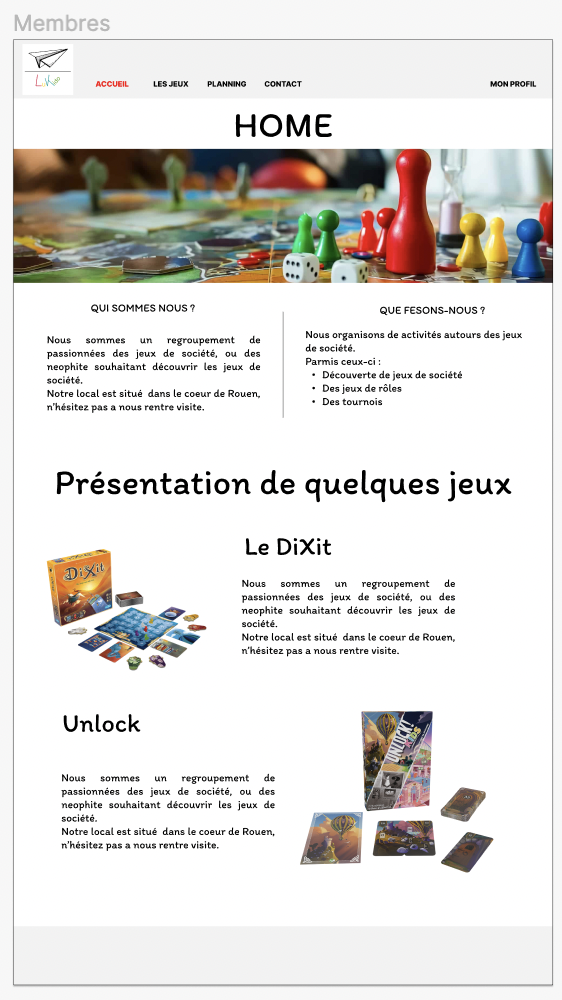 Membres
ACCUEIL LES JEUX PLANNING CONTACT MON PROFIL
HOME
QUI SOMMES NOUS ?
Nous sommes un regroupement de
passionnées des jeux de société, ou des
neophite souhaitant découvrir les jeux de
société.
Notre local est situé dans le coeur de Rouen,
n'hésitez pas a nous rentre visite.
QUE FESONS-NOUS ?
Nous organisons de activités autours des jeux
de société.
Parmis ceux-ci :
• Découverte de jeux de société
• Des jeux de rôles
• Des tournois
Présentation de quelques jeux
DiXit
Le DiXit
Nous sommes un regroupement de
passionnées des jeux de société, ou des
neophite souhaitant découvrir les jeux de
société.
Notre local est situé dans le coeur de Rouen,
n'hésitez pas a nous rentre visite.
Unlock
Nous sommes un regroupement de
passionnées des jeux de société, ou des
neophite souhaitant découvrir les jeux de
société.
Notre local est situé dans le coeur de Rouen,
n'hésitez pas a nous rentre visite.
UNLOCK!
KIDS